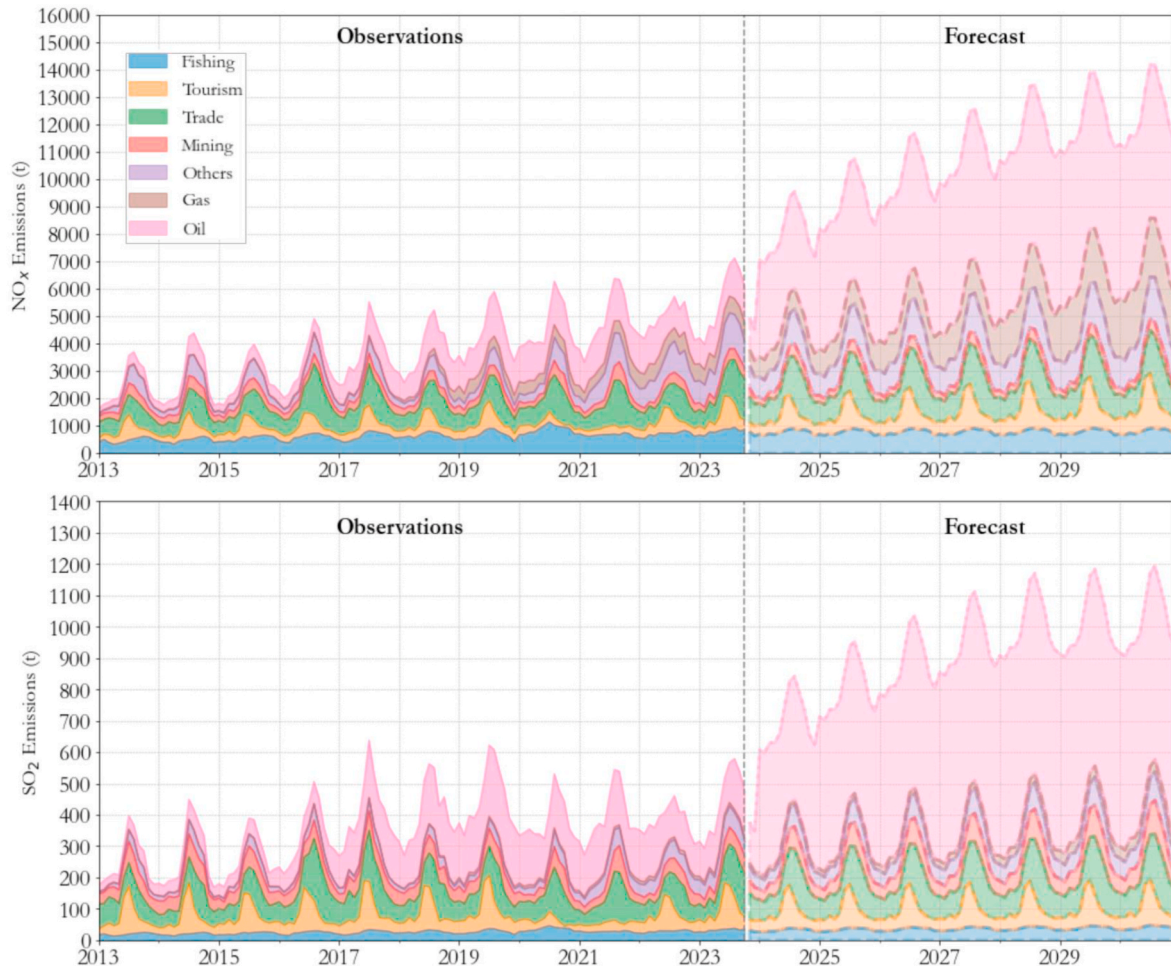 16000
15000
14000
13000
12000
11000
10000
9000
8000
7000
6000
5000
4000
3000
2000
1000
0
NOx Emissions (t)
Observations
Forecast
Fishing
Tourism
Trade
Mining
Others
Gas
Oil
2013 2015 2017 2019 2021 2023 2025 2027 2029
1400
1300
1200
1100
1000
900
800
700
600
500
400
300
200
100
0
SO2 Emissions (t)
Observations
Forecast
2013 2015 2017 2019 2021 2023 2025 2027 2029